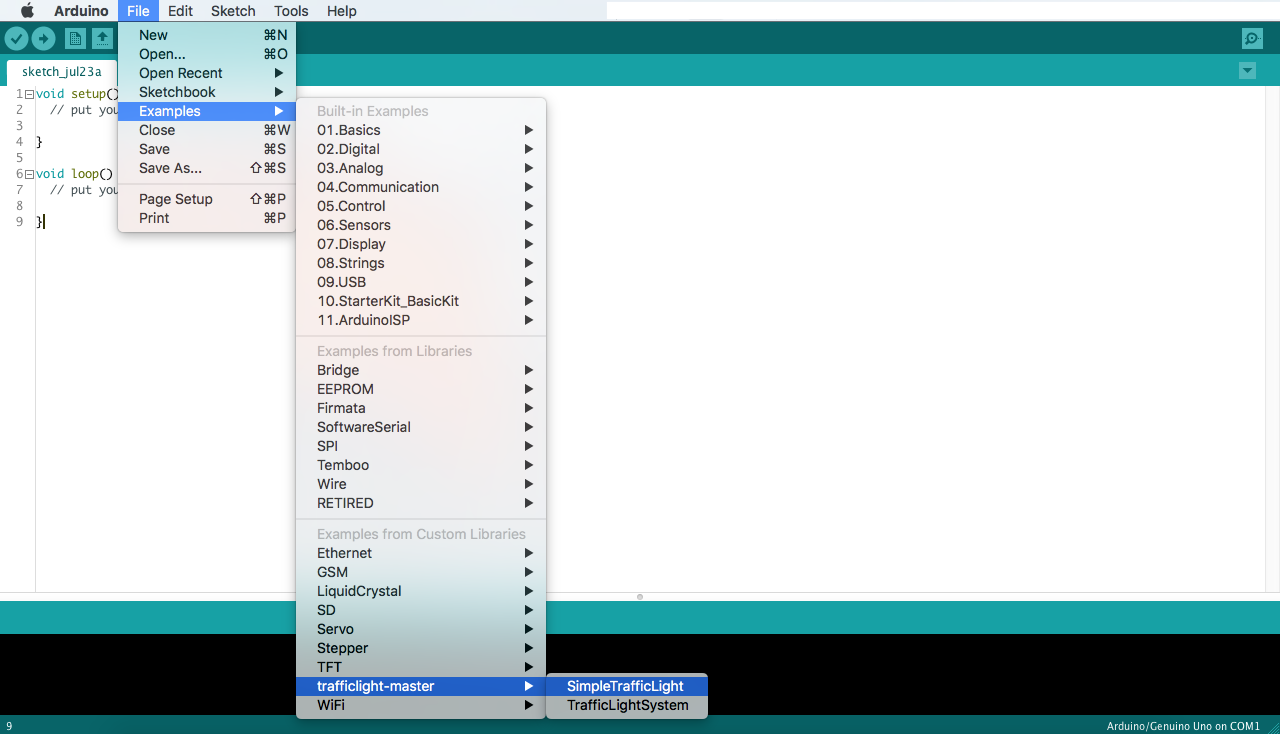 Arduino File Edit Sketch Tools Help
New ⌘N
Open... ⌘O
Open Recent
Sketchbook
Examples
Close ⌘W
Save ⌘S
Save As... ⇧⌘S
Page Setup ⇧⌘P
Print ⌘P
sketch_jul23a
1 void setup()
2 // put you
3
4 }
5
6 void loop()
7 // put you
8
9 }
Built-in Examples
01.Basics
02.Digital
03.Analog
04.Communication
05.Control
06.Sensors
07.Display
08.Strings
09.USB
10.StarterKit_BasicKit
11.ArduinoISP
Examples from Libraries
Bridge
EEPROM
Firmata
SoftwareSerial
SPI
Temboo
Wire
RETIRED
Examples from Custom Libraries
Ethernet
GSM
LiquidCrystal
SD
Servo
Stepper
TFT
trafficlight-master
WiFi
SimpleTrafficLight
TrafficLightSystem
9
Arduino/Genuino Uno on COM1